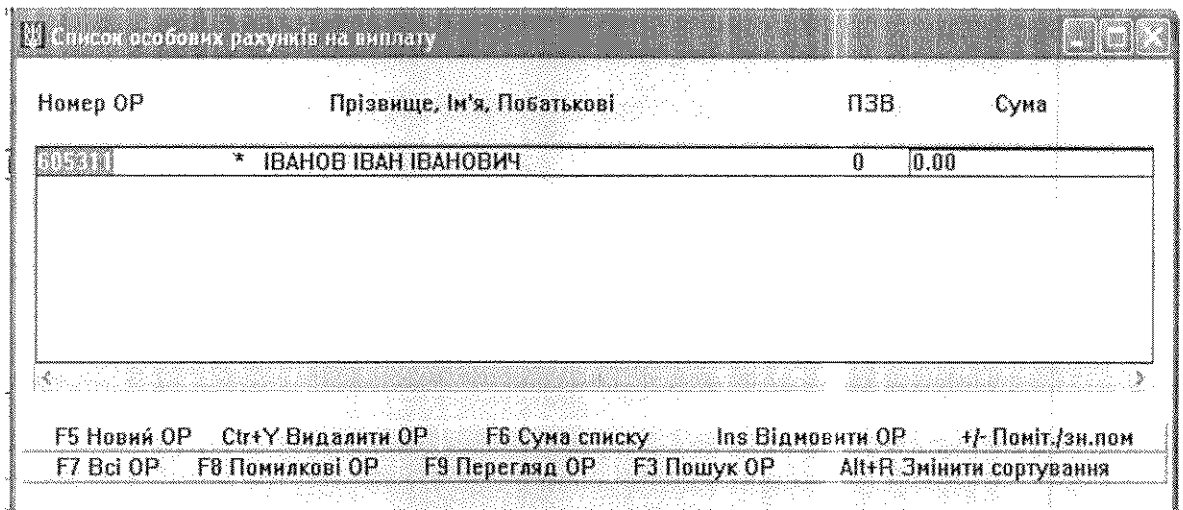 Список особових рахунків на виплату
Номер ОР Прізвище, Ім'я, Побатькові ПЗВ Сума
605311 * ІВАНОВ ІВАН ІВАНОВИЧ 0 0.00
F5 Новий ОР Ctr+Y Видалити ОР F6 Сума списку Ins Відмовити ОР +/- Поміт./зн.пом
F7 Всі ОР F8 Помилкові ОР F9 Перегляд ОР F3 Пошук ОР Alt+R Змінити сортування